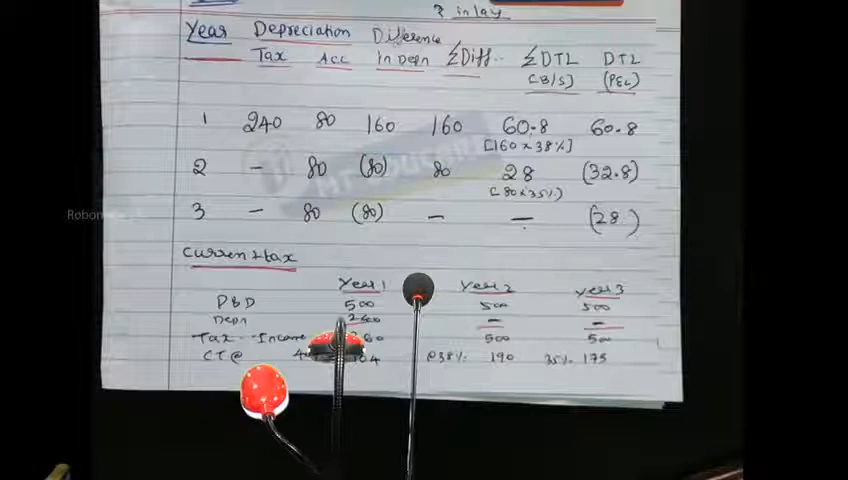 ₹ in lay
Year Depreciation Difference
Tax Acc In Depn ΣDiff.. ΣDTL DTL
(B/S) (P&L)
1 240 80 160 160 60.8 60.8
[160 x 38%]
2 - 80 (80) 80 28 (32.8)
(80 x 35%)
3 - 80 (80) - - (28)
Robo
Current tax
Year 1 Year 2 Year 3
PBD 500 500 500
Depn - -
Tax.. Income 60 500 500
CT@ @38% 190 35% 175